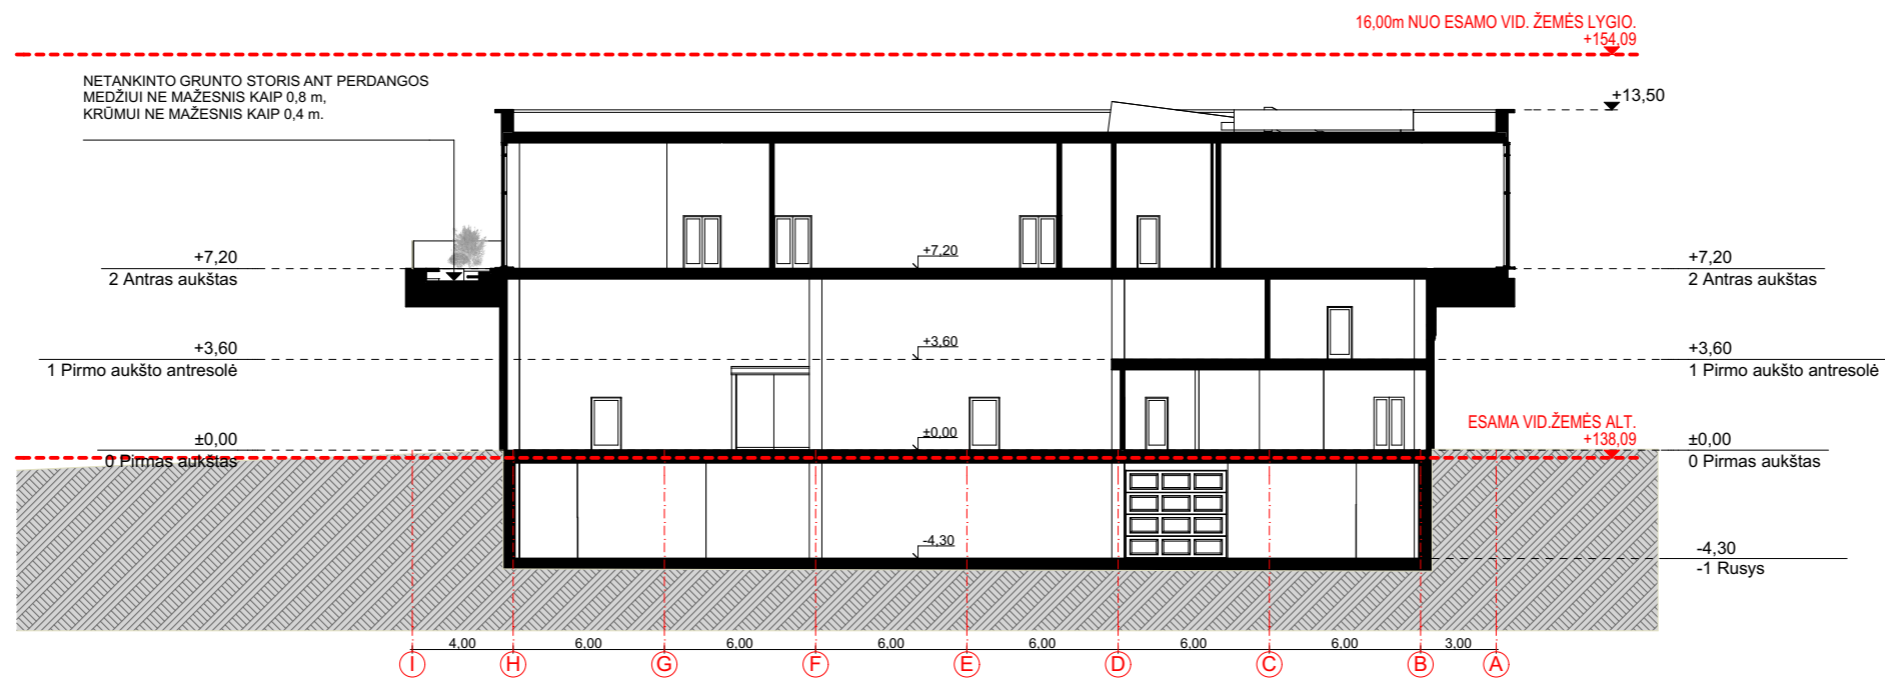 16,00m NUO ESAMO VID. ŽEMĖS LYGIO.
+154,09
NETANKINTO GRUNTO STORIS ANT PERDANGOS
MEDŽIUI NE MAŽESNIS KAIP 0,8 m,
KRŪMUI NE MAŽESNIS KAIP 0,4 m.
+13,50
+7,20
2 Antras aukštas
+7,20
+7,20
2 Antras aukštas
+3,60
1 Pirmo aukšto antresolė
+3,60
+3,60
1 Pirmo aukšto antresolė
ESAMA VID.ŽEMĖS ALT.
+138,09
±0,00
0 Pirmas aukštas
±0,00
±0,00
0 Pirmas aukštas
-4,30
-4,30
-1 Rusys
4,00 6,00 6,00 6,00 6,00 6,00 6,00 3,00
I H G F E D C B A